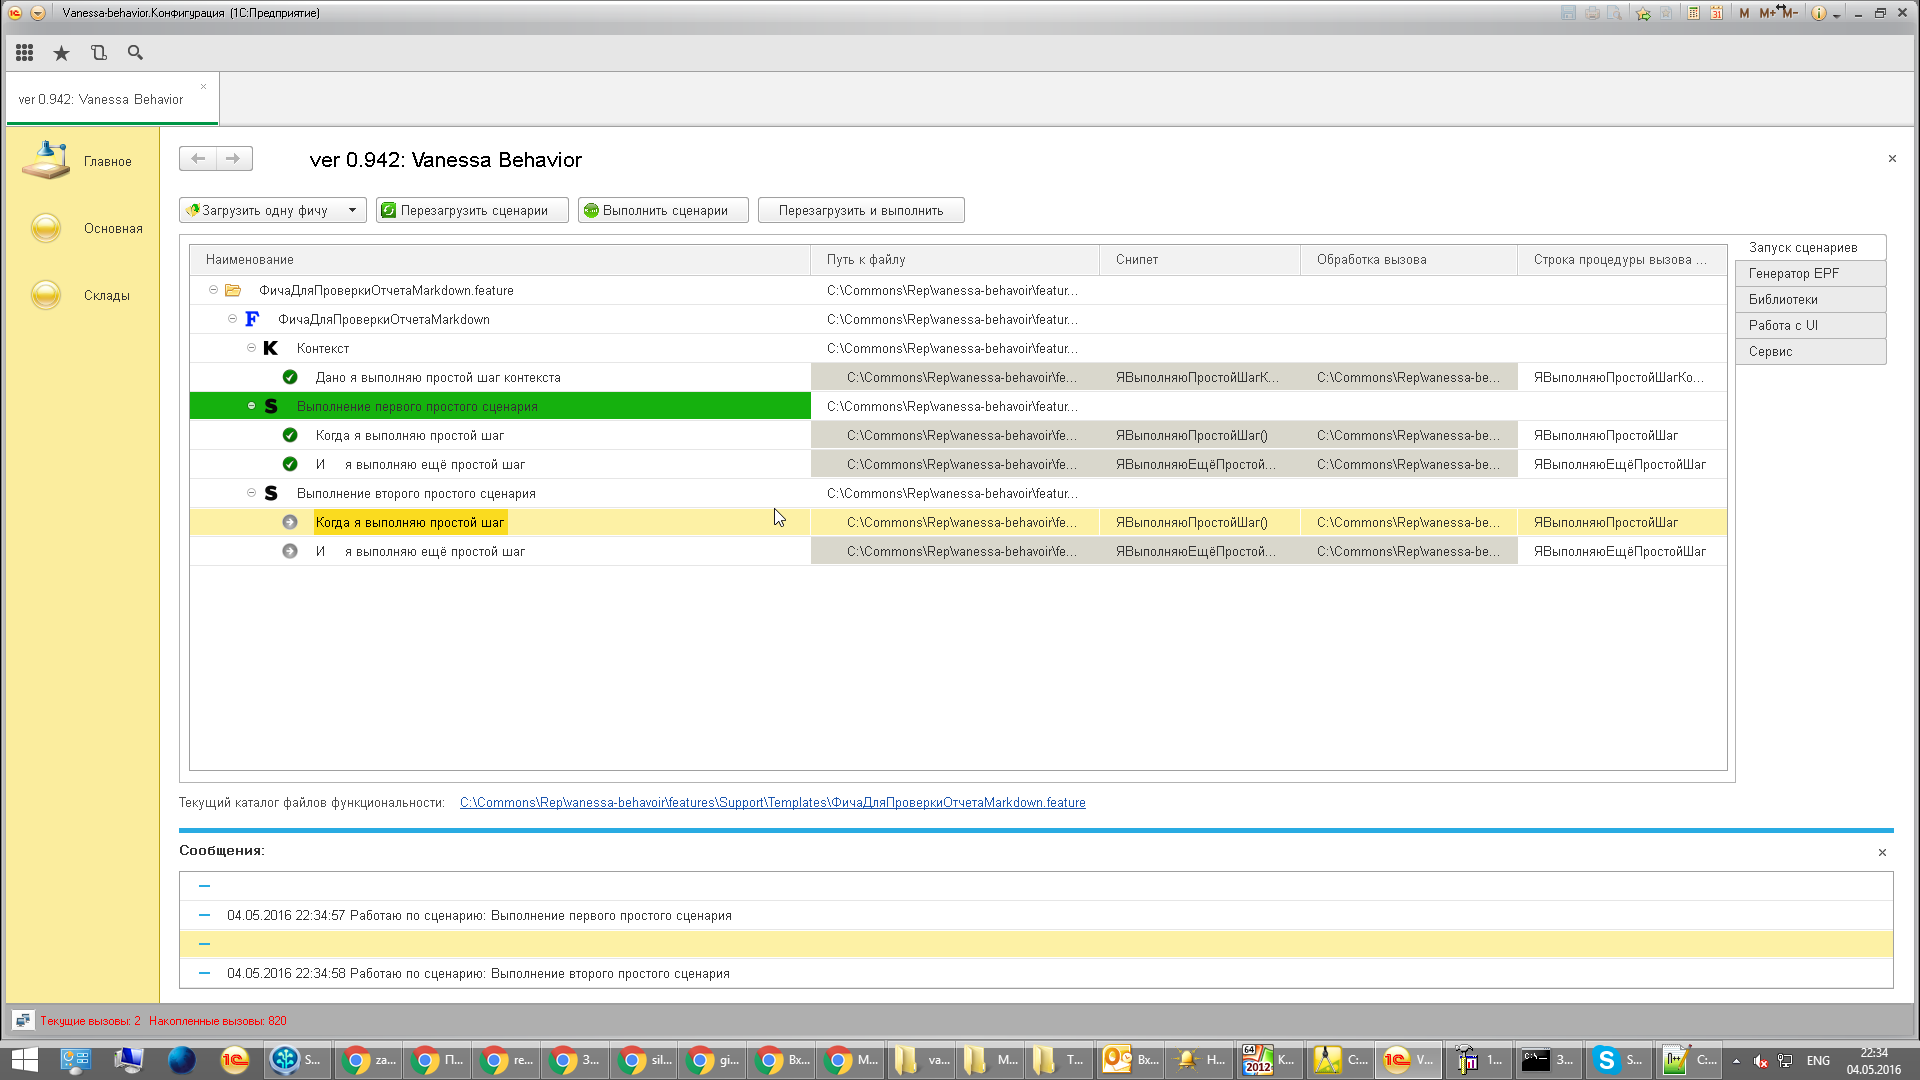 Vanessa-behavior.Конфигурация (1С:Предприятие)
M M+ M-
ver 0.942: Vanessa Behavior
Главное
Основная
Склады
ver 0.942: Vanessa Behavior
Загрузить одну фичу Перезагрузить сценарии Выполнить сценарии Перезагрузить и выполнить
Наименование Путь к файлу Снипет Обработка вызова Строка процедуры вызова ...
ФичаДляПроверкиОтчетаMarkdown.feature C:\Commons\Rep\vanessa-behavoir\featur...
F ФичаДляПроверкиОтчетаMarkdown C:\Commons\Rep\vanessa-behavoir\featur...
K Контекст C:\Commons\Rep\vanessa-behavoir\featur...
Дано я выполняю простой шаг контекста C:\Commons\Rep\vanessa-behavoir\fe... ЯВыполняюПростойШагК... C:\Commons\Rep\vanessa-be... ЯВыполняюПростойШагКо...
S Выполнение первого простого сценария C:\Commons\Rep\vanessa-behavoir\featur...
Когда я выполняю простой шаг C:\Commons\Rep\vanessa-behavoir\fe... ЯВыполняюПростойШаг() C:\Commons\Rep\vanessa-be... ЯВыполняюПростойШаг
И я выполняю ещё простой шаг C:\Commons\Rep\vanessa-behavoir\fe... ЯВыполняюЕщёПростой... C:\Commons\Rep\vanessa-be... ЯВыполняюЕщёПростойШаг
S Выполнение второго простого сценария C:\Commons\Rep\vanessa-behavoir\featur...
Когда я выполняю простой шаг C:\Commons\Rep\vanessa-behavoir\fe... ЯВыполняюПростойШаг() C:\Commons\Rep\vanessa-be... ЯВыполняюПростойШаг
И я выполняю ещё простой шаг C:\Commons\Rep\vanessa-behavoir\fe... ЯВыполняюЕщёПростой... C:\Commons\Rep\vanessa-be... ЯВыполняюЕщёПростойШаг
Запуск сценариев
Генератор EPF
Библиотеки
Работа с UI
Сервис
Текущий каталог файлов функциональности: C:\Commons\Rep\vanessa-behavoir\features\Support\Templates\ФичаДляПроверкиОтчетаMarkdown.feature
Сообщения:
04.05.2016 22:34:57 Работаю по сценарию: Выполнение первого простого сценария
04.05.2016 22:34:58 Работаю по сценарию: Выполнение второго простого сценария
Текущие вызовы: 2 Накопленные вызовы: 820
S... za... П... re... З... sil... gi... Вх... М... va... М... Т... Вх... Н... К... С:... V... 1... З... S... С:... ENG
22:34
04.05.2016